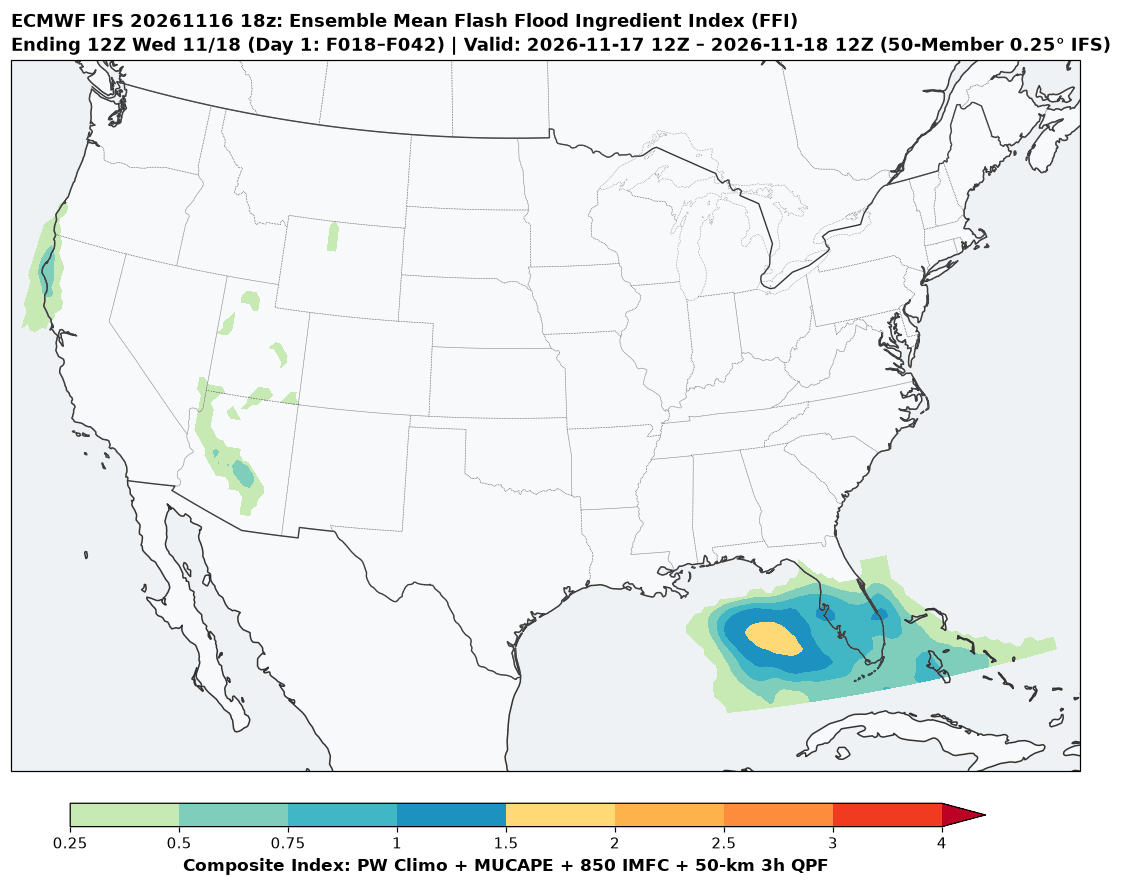 ECMWF IFS 20261116 18z: Ensemble Mean Flash Flood Ingredient Index (FFI)
Ending 12Z Wed 11/18 (Day 1: F018–F042) | Valid: 2026-11-17 12Z – 2026-11-18 12Z (50-Member 0.25° IFS)
0.25 0.5 0.75 1 1.5 2 2.5 3 4
Composite Index: PW Climo + MUCAPE + 850 IMFC + 50-km 3h QPF